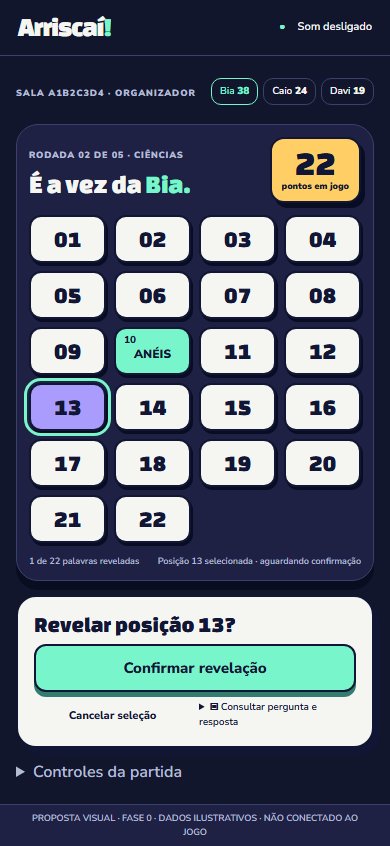 Arriscaí!
Som desligado
SALA A1B2C3D4 · ORGANIZADOR
Bia 38
Caio 24
Davi 19
RODADA 02 DE 05 · CIÊNCIAS
É a vez da Bia.
22
pontos em jogo
01 02 03 04
05 06 07 08
09 10 ANÉIS 11 12
13 14 15 16
17 18 19 20
21 22
1 de 22 palavras reveladas
Posição 13 selecionada · aguardando confirmação
Revelar posição 13?
Confirmar revelação
Cancelar seleção
Consultar pergunta e
resposta
Controles da partida
PROPOSTA VISUAL · FASE 0 · DADOS ILUSTRATIVOS · NÃO CONECTADO AO
JOGO